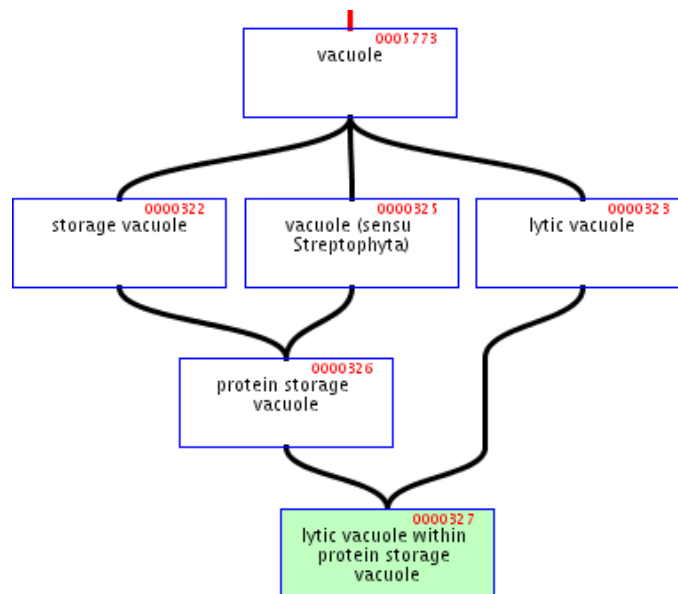 0005773
vacuole
0000322
storage vacuole
0000325
vacuole (sensu
Streptophyta)
0000323
lytic vacuole
0000326
protein storage
vacuole
0000327
lytic vacuole within
protein storage
vacuole